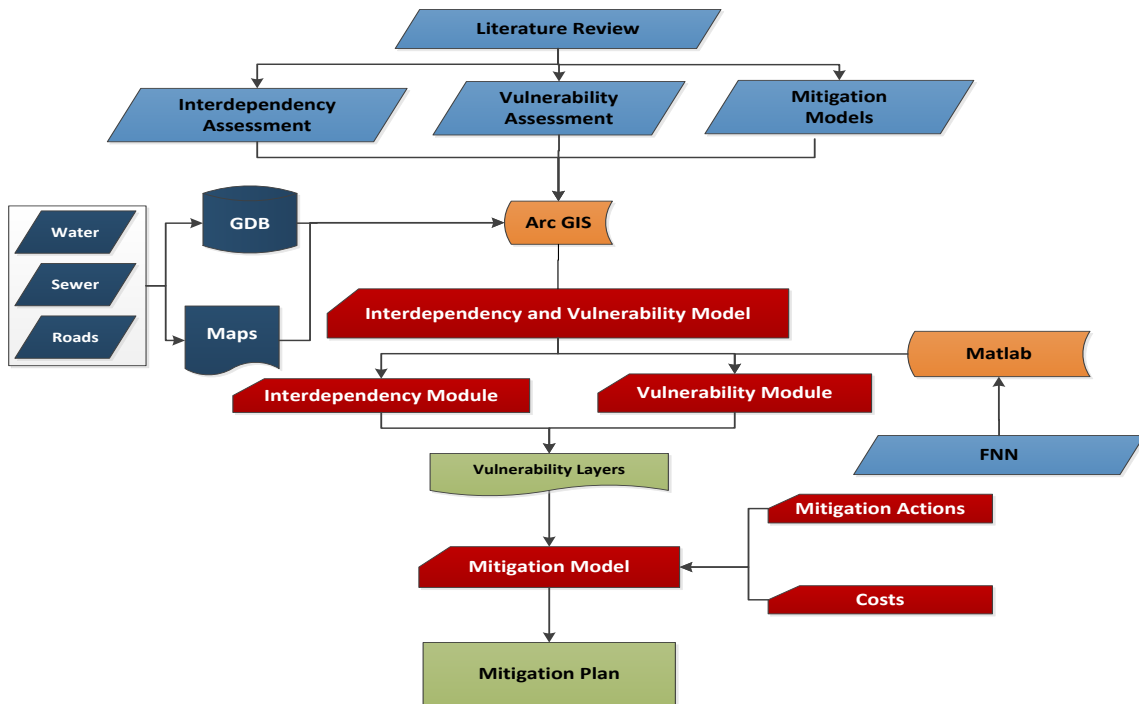 Literature Review
Interdependency
Assessment
Vulnerability
Assessment
Mitigation
Models
Water
Sewer
Roads
GDB
Maps
Arc GIS
Interdependency and Vulnerability Model
Matlab
Interdependency Module
Vulnerability Module
FNN
Vulnerability Layers
Mitigation Actions
Mitigation Model
Costs
Mitigation Plan